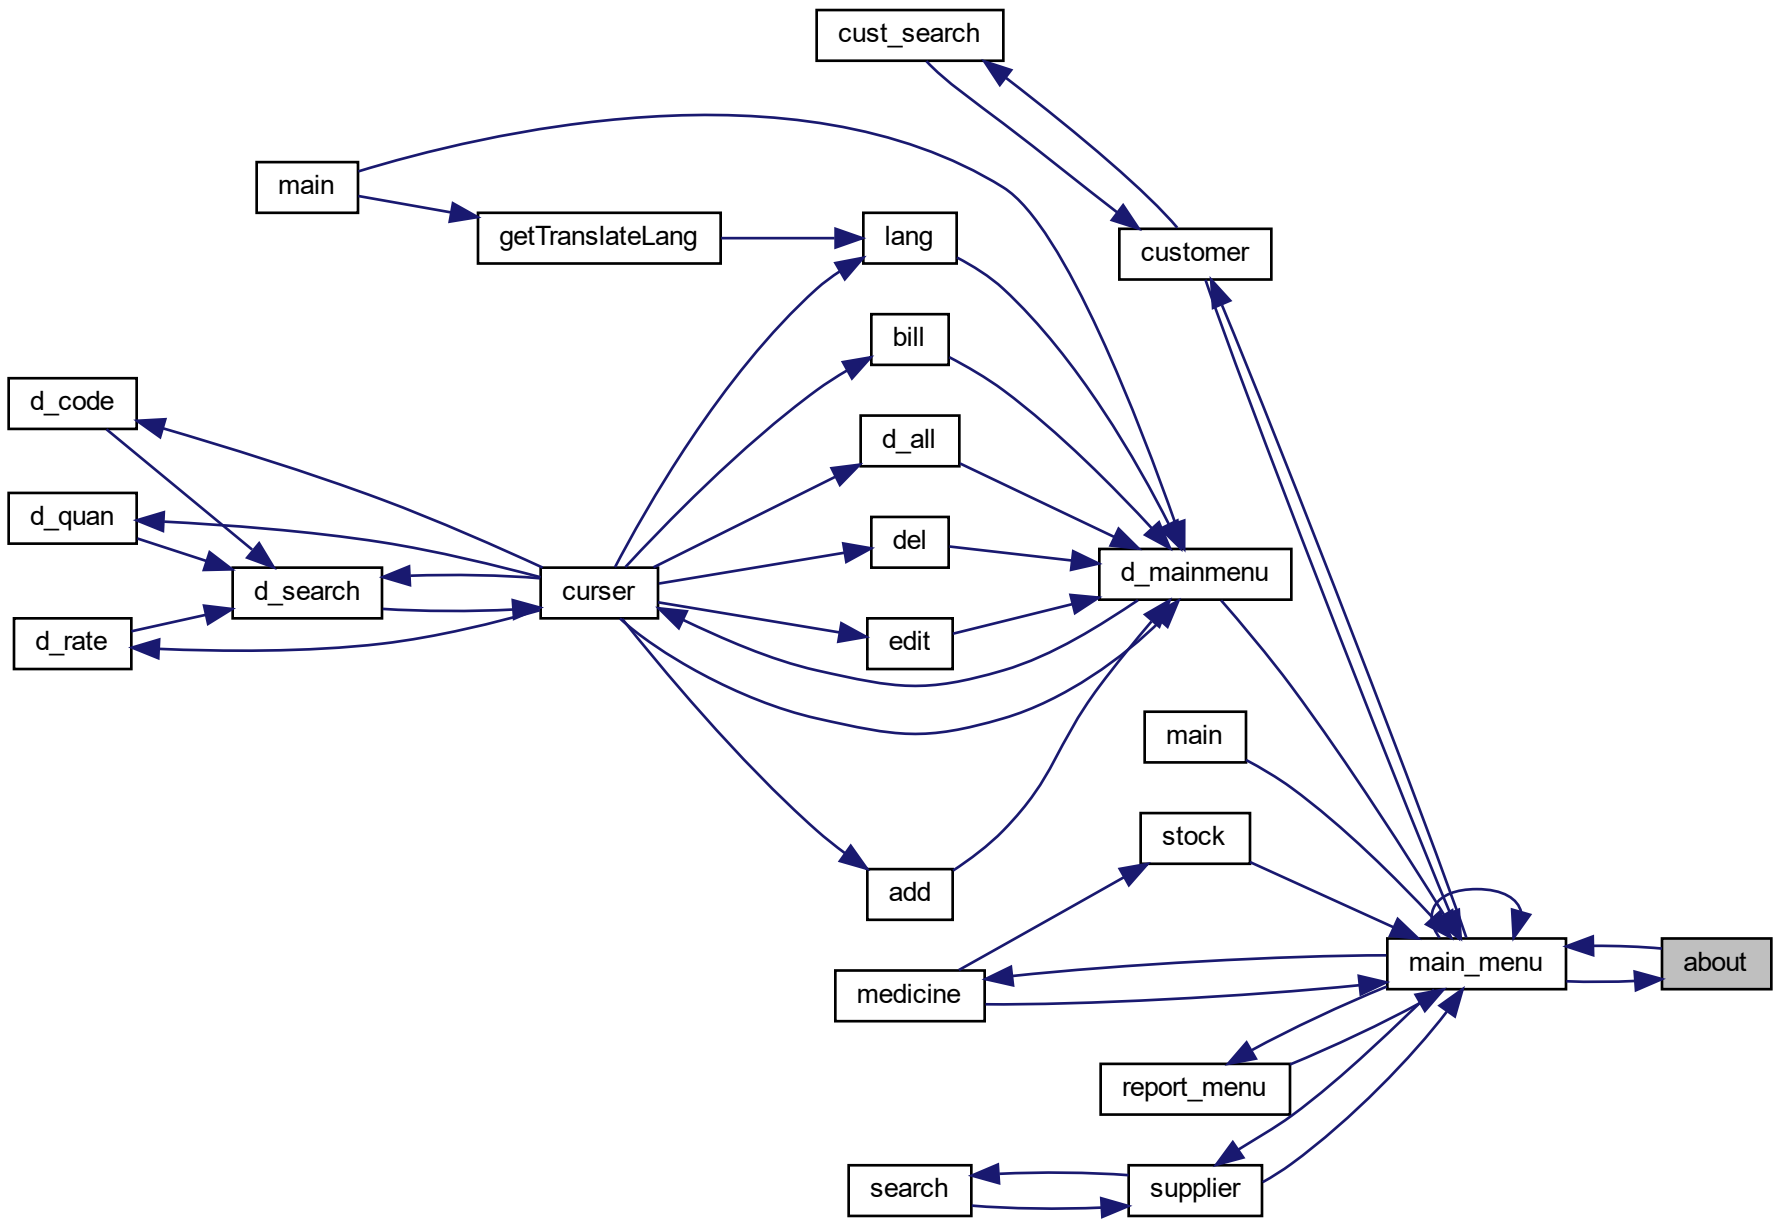 cust_search
main
getTranslateLang
lang
customer
bill
d_code
d_all
d_quan
del
d_mainmenu
d_search
curser
d_rate
edit
main
stock
add
main_menu
about
medicine
report_menu
search
supplier